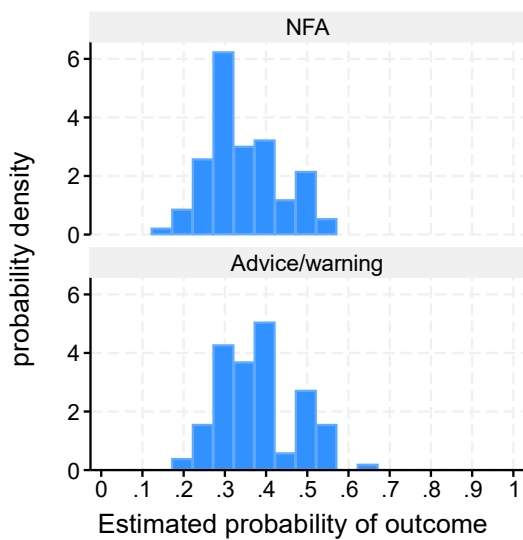 NFA
6
4
2
0
probability density
Advice/warning
6
4
2
0
0 .1 .2 .3 .4 .5 .6 .7 .8 .9 1
Estimated probability of outcome